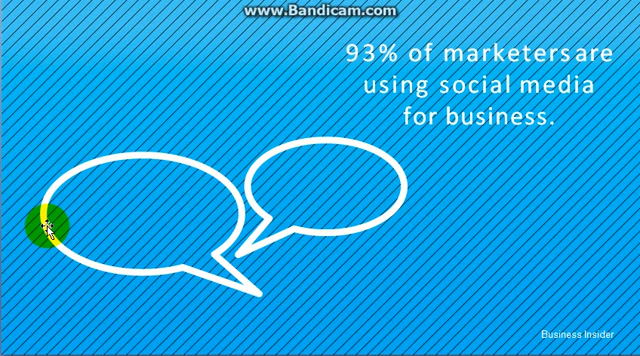 www.Bandicam.com
93% of marketers are
using social media
for business.
Business Insider